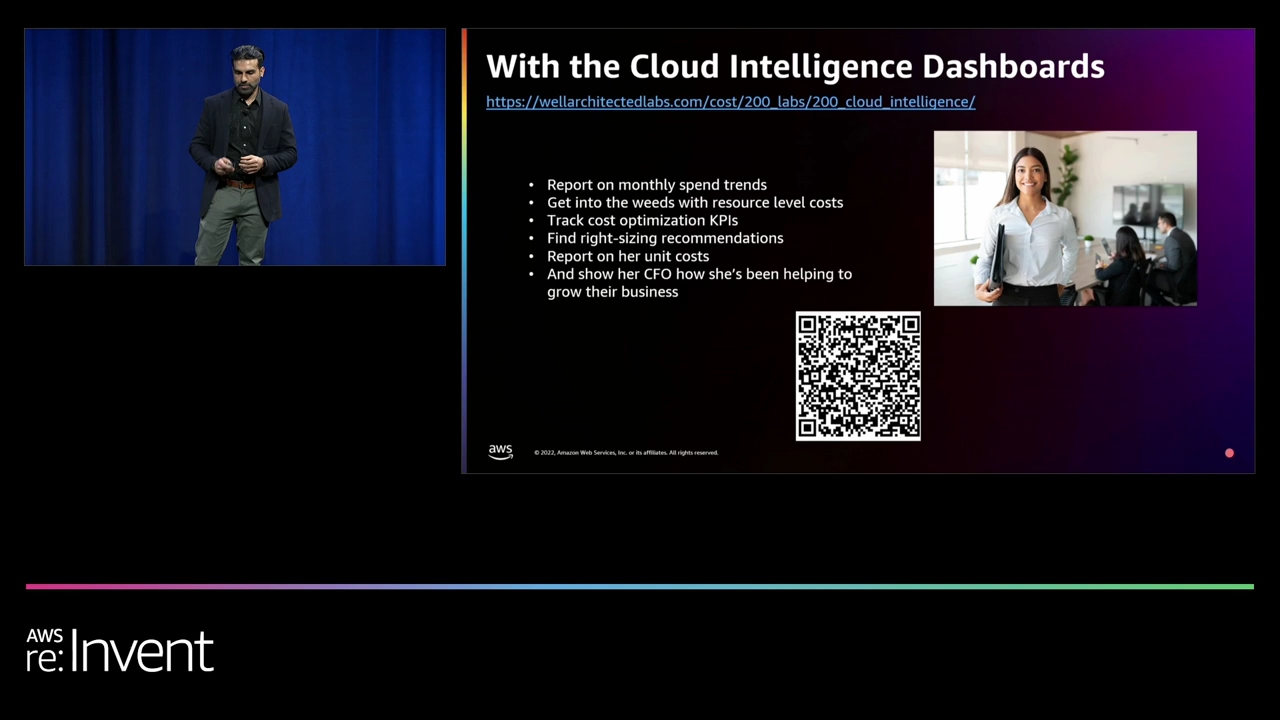 With the Cloud Intelligence Dashboards
https://wellarchitectedlabs.com/cost/200_labs/200_cloud_intelligence/
• Report on monthly spend trends
• Get into the weeds with resource level costs
• Track cost optimization KPIs
• Find right-sizing recommendations
• Report on her unit costs
• And show her CFO how she’s been helping to
grow their business
aws
© 2022, Amazon Web Services, Inc. or its affiliates. All rights reserved.
AWS
re:Invent